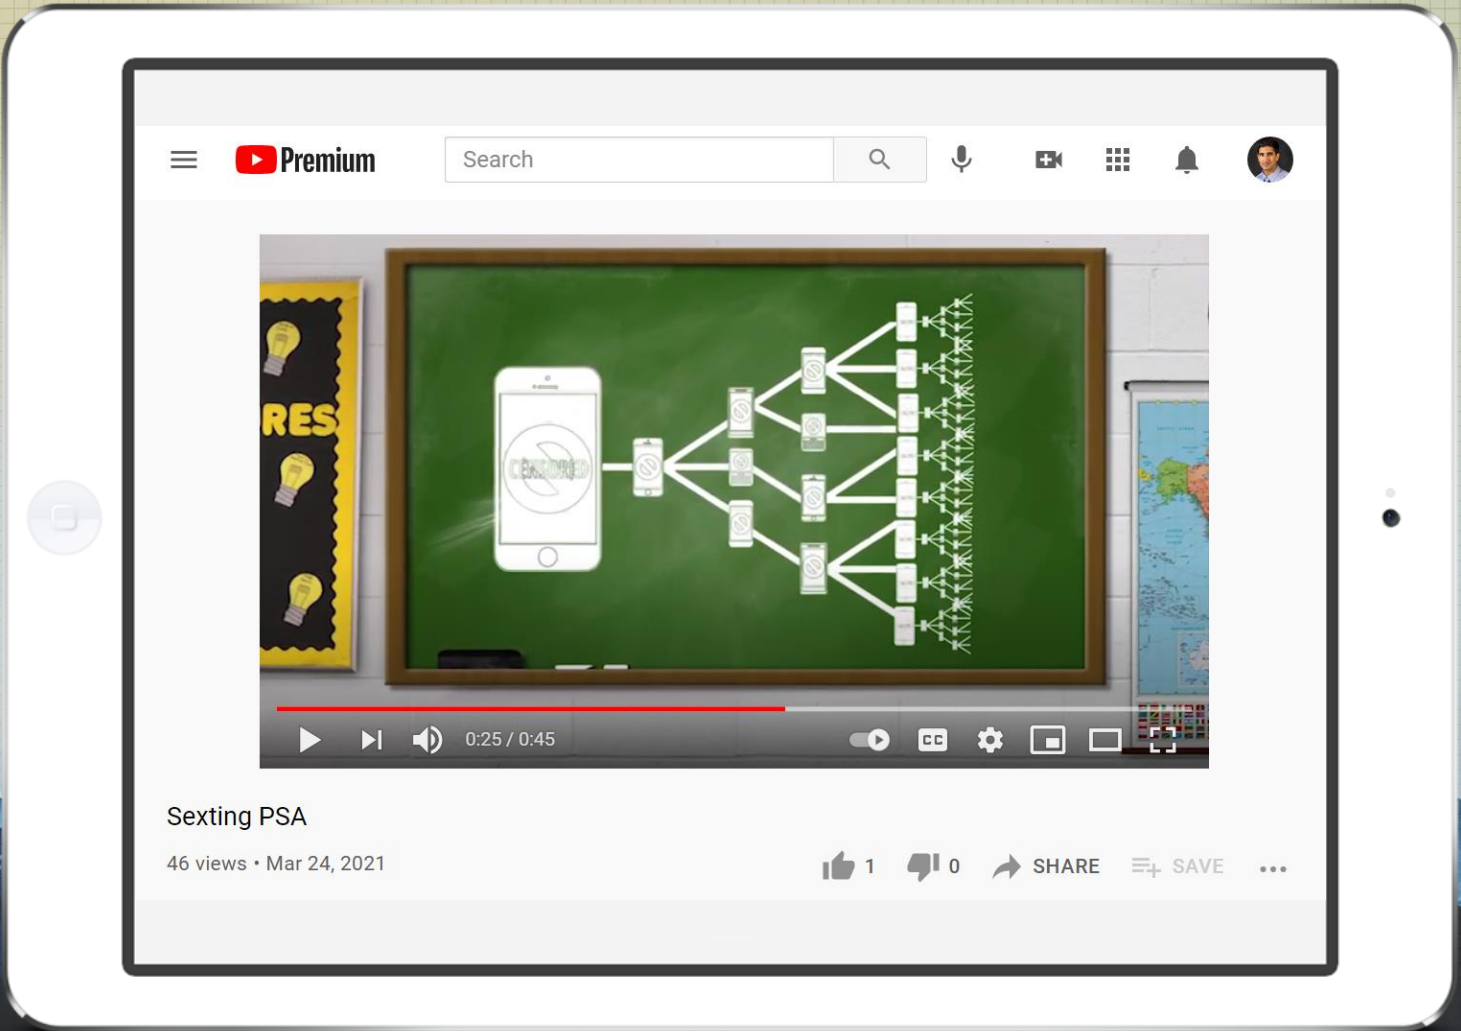 Premium
Search
RES
CENSORED
0:25 / 0:45
CC
Sexting PSA
46 views • Mar 24, 2021
1
0
SHARE
SAVE